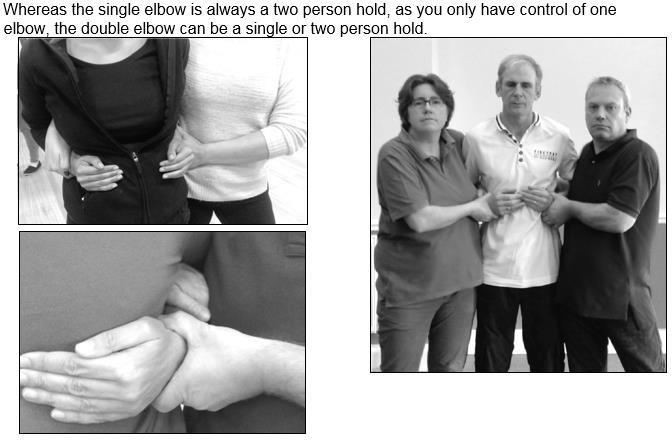 Whereas the single elbow is always a two person hold, as you only have control of one
elbow, the double elbow can be a single or two person hold.